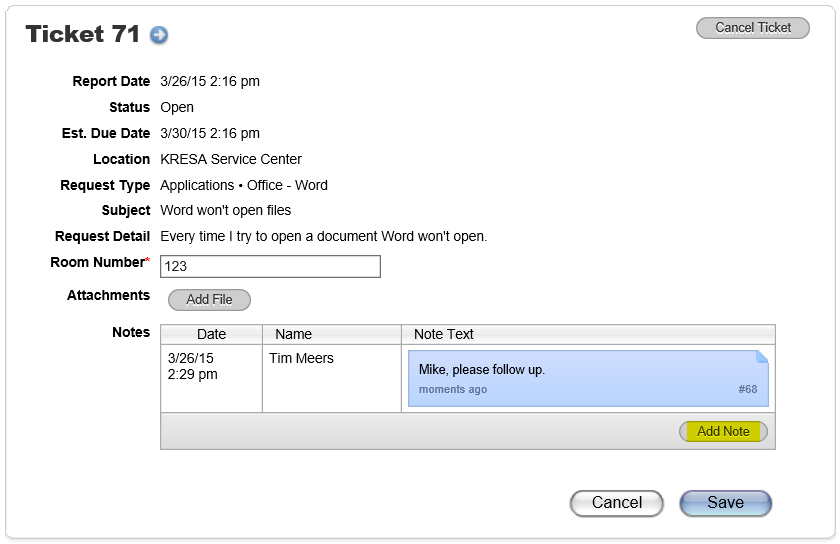 Ticket 71
Cancel Ticket
Report Date 3/26/15 2:16 pm
Status Open
Est. Due Date 3/30/15 2:16 pm
Location KRESA Service Center
Request Type Applications • Office - Word
Subject Word won't open files
Request Detail Every time I try to open a document Word won't open.
Room Number* 123
Attachments Add File
Notes Date Name Note Text
3/26/15 Tim Meers Mike, please follow up.
2:29 pm moments ago #68
Add Note
Cancel Save